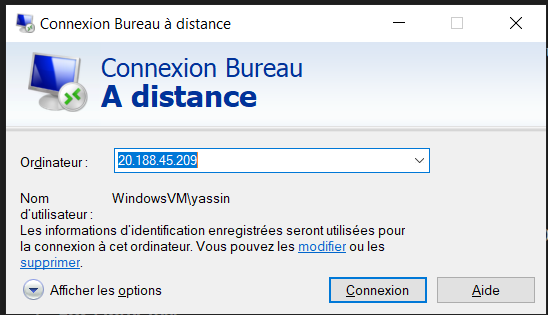 Connexion Bureau à distance
Connexion Bureau
A distance
Ordinateur :
20.188.45.209
Nom
d'utilisateur :
WindowsVM\yassin
Les informations d'identification enregistrées seront utilisées pour
la connexion à cet ordinateur. Vous pouvez les modifier ou les
supprimer.
Afficher les options
Connexion
Aide